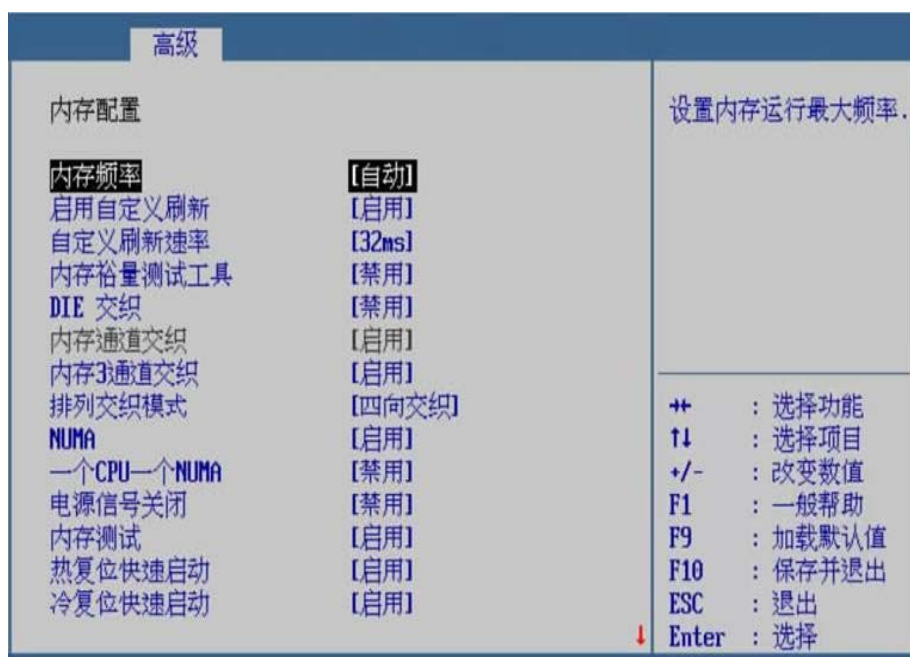 高级
内存配置
内存频率 [自动]
启用自定义刷新 [启用]
自定义刷新速率 [32ms]
内存裕量测试工具 [禁用]
DIE 交织 [禁用]
内存通道交织 [启用]
内存3通道交织 [启用]
排列交织模式 [四向交织]
NUMA [启用]
一个CPU一个NUMA [禁用]
电源信号关闭 [禁用]
内存测试 [启用]
热复位快速启动 [启用]
冷复位快速启动 [启用]
设置内存运行最大频率.
→← : 选择功能
↑↓ : 选择项目
+/- : 改变数值
F1 : 一般帮助
F9 : 加载默认值
F10 : 保存并退出
ESC : 退出
Enter : 选择